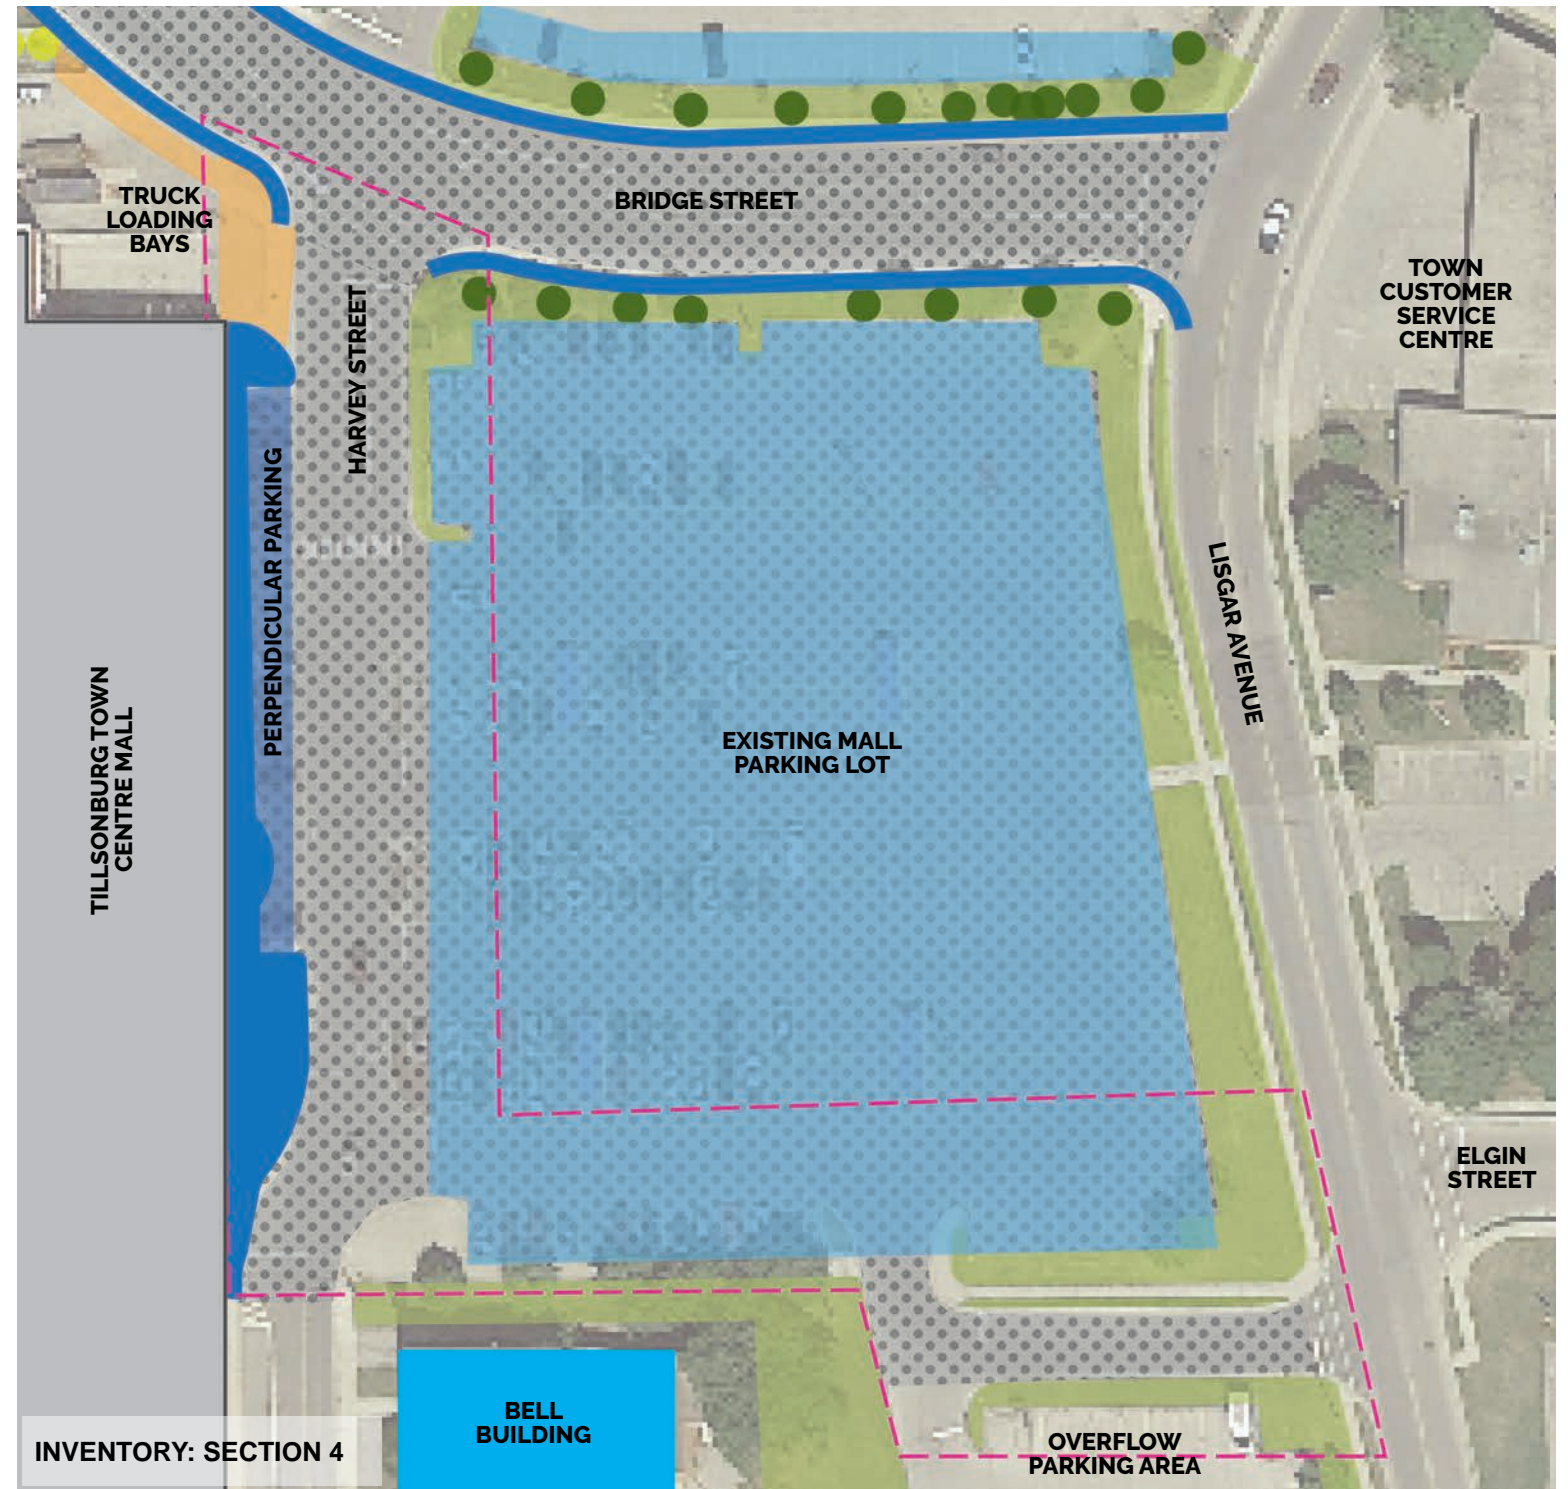 BRIDGE STREET
TRUCK
LOADING
BAYS
TOWN
CUSTOMER
SERVICE
CENTRE
HARVEY STREET
PERPENDICULAR PARKING
LISGAR AVENUE
TILLSONBURG TOWN
CENTRE MALL
EXISTING MALL
PARKING LOT
ELGIN
STREET
BELL
BUILDING
OVERFLOW
PARKING AREA
INVENTORY: SECTION 4